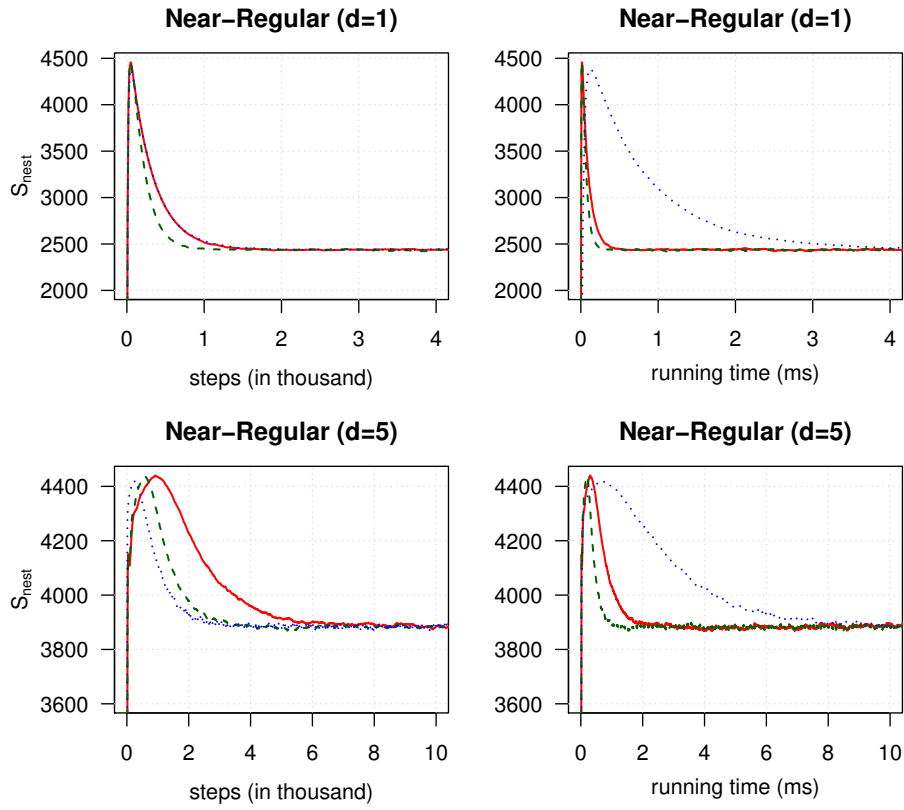 Near−Regular (d=1)
4500
4000
3500
3000
2500
2000
S_nest
0 1 2 3 4
steps (in thousand)
Near−Regular (d=1)
4500
4000
3500
3000
2500
2000
0 1 2 3 4
running time (ms)
Near−Regular (d=5)
4400
4200
4000
3800
3600
S_nest
0 2 4 6 8 10
steps (in thousand)
Near−Regular (d=5)
4400
4200
4000
3800
3600
0 2 4 6 8 10
running time (ms)